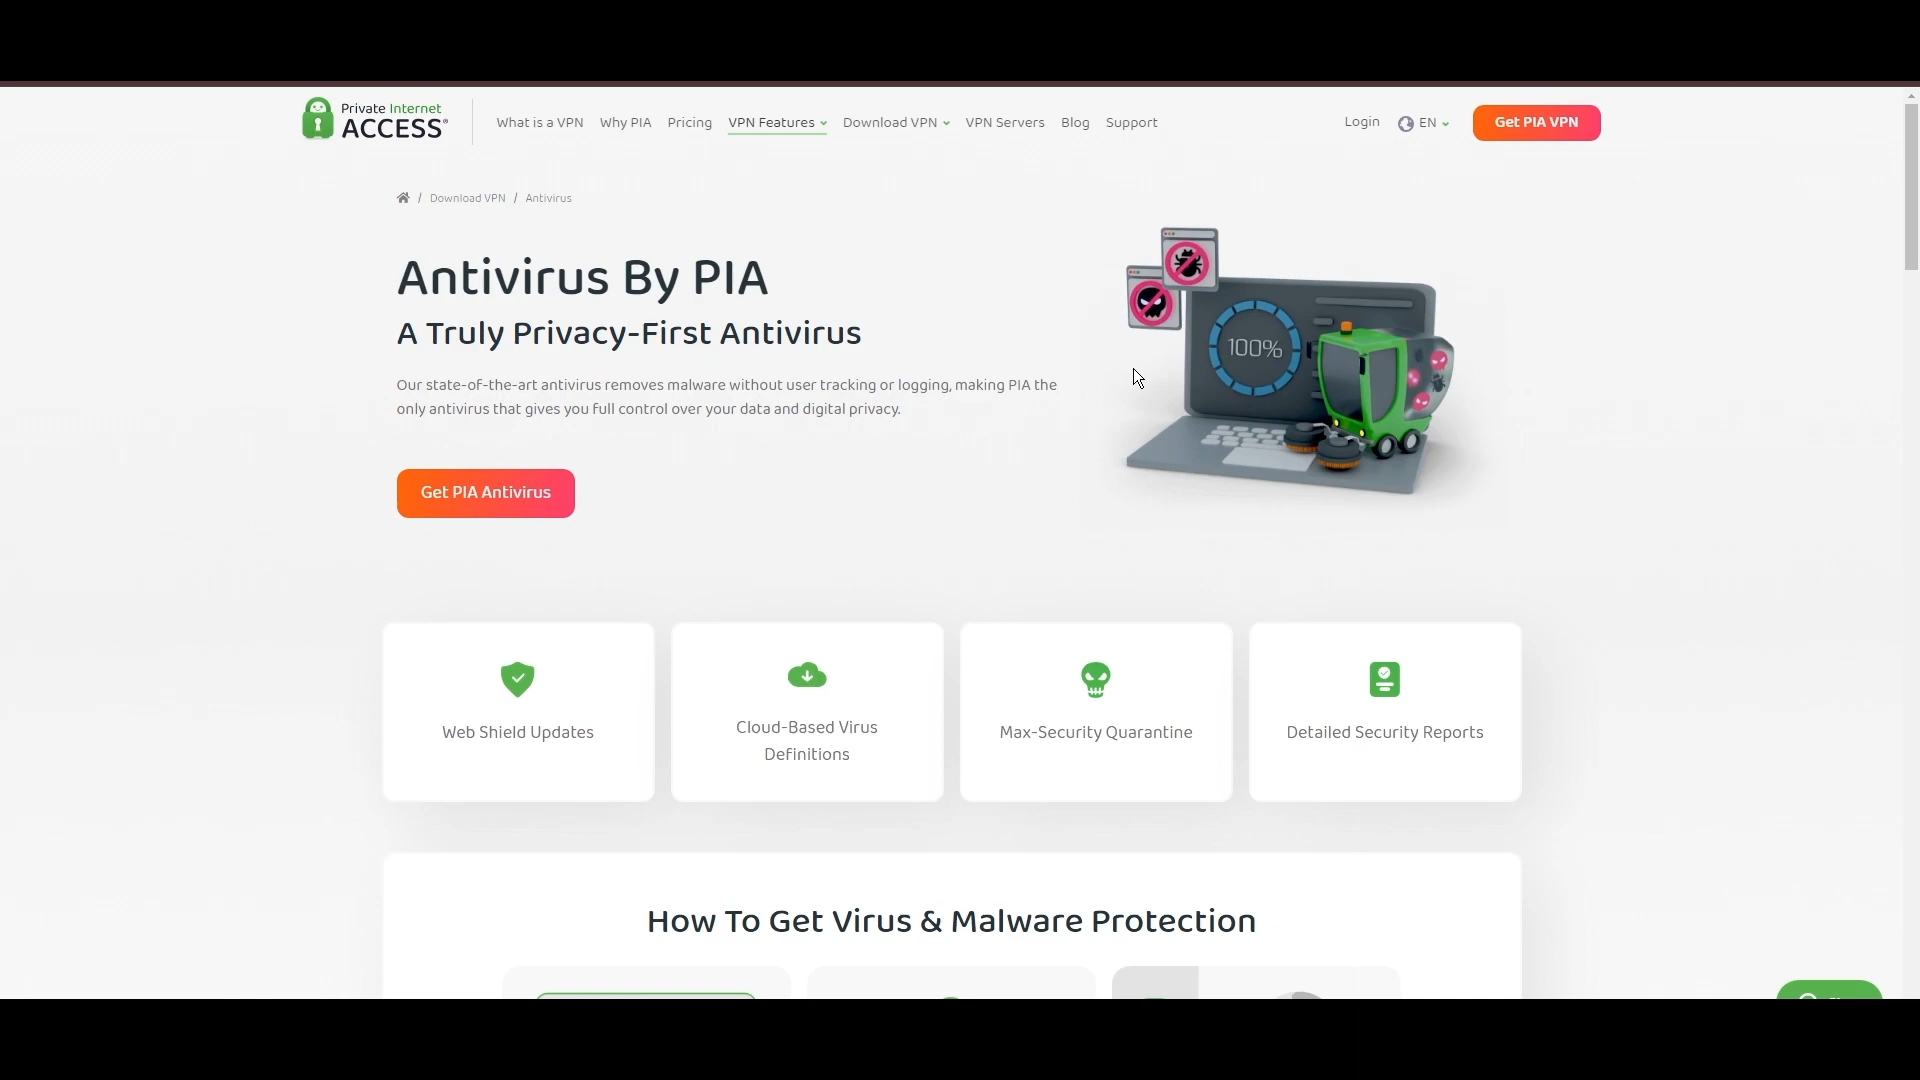 Private Internet
ACCESS®
What is a VPN
Why PIA
Pricing
VPN Features
Download VPN
VPN Servers
Blog
Support
Login
EN
Get PIA VPN
/ Download VPN / Antivirus
Antivirus By PIA
A Truly Privacy-First Antivirus
Our state-of-the-art antivirus removes malware without user tracking or logging, making PIA the
only antivirus that gives you full control over your data and digital privacy.
Get PIA Antivirus
100%
Web Shield Updates
Cloud-Based Virus
Definitions
Max-Security Quarantine
Detailed Security Reports
How To Get Virus & Malware Protection